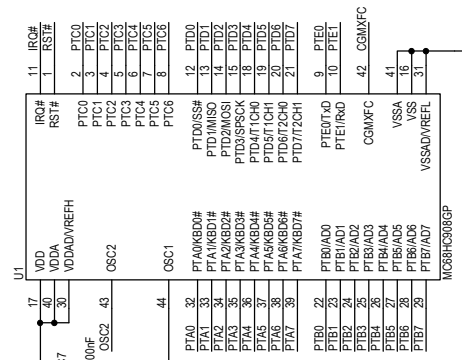 U1
17 VDD IRQ# 11 IRQ#
40 VDDA RST# 1 RST#
30 VDDAD/VREFH
PTC0 2 PTC0
PTC1 3 PTC1
00nF
OSC2 43 OSC2 PTC2 4 PTC2
PTC3 5 PTC3
PTC4 6 PTC4
PTC5 7 PTC5
44 OSC1 PTC6 8 PTC6
PTA0 32 PTA0/KBD0# PTD0/SS# 12 PTD0
PTA1 33 PTA1/KBD1# PTD1/MISO 13 PTD1
PTA2 34 PTA2/KBD2# PTD2/MOSI 14 PTD2
PTA3 35 PTA3/KBD3# PTD3/SPSCK 15 PTD3
PTA4 36 PTA4/KBD4# PTD4/T1CH0 18 PTD4
PTA5 37 PTA5/KBD5# PTD5/T1CH1 19 PTD5
PTA6 38 PTA6/KBD6# PTD6/T2CH0 20 PTD6
PTA7 39 PTA7/KBD7# PTD7/T2CH1 21 PTD7
PTB0 22 PTB0/AD0 PTE0/TxD 9 PTE0
PTB1 23 PTB1/AD1 PTE1/RxD 10 PTE1
PTB2 24 PTB2/AD2
PTB3 25 PTB3/AD3 CGMXFC 42 CGMXFC
PTB4 26 PTB4/AD4
PTB5 27 PTB5/AD5 VSSA 41
PTB6 28 PTB6/AD6 VSS 16
PTB7 29 PTB7/AD7 VSSAD/VREFL 31
MC68HC908GP